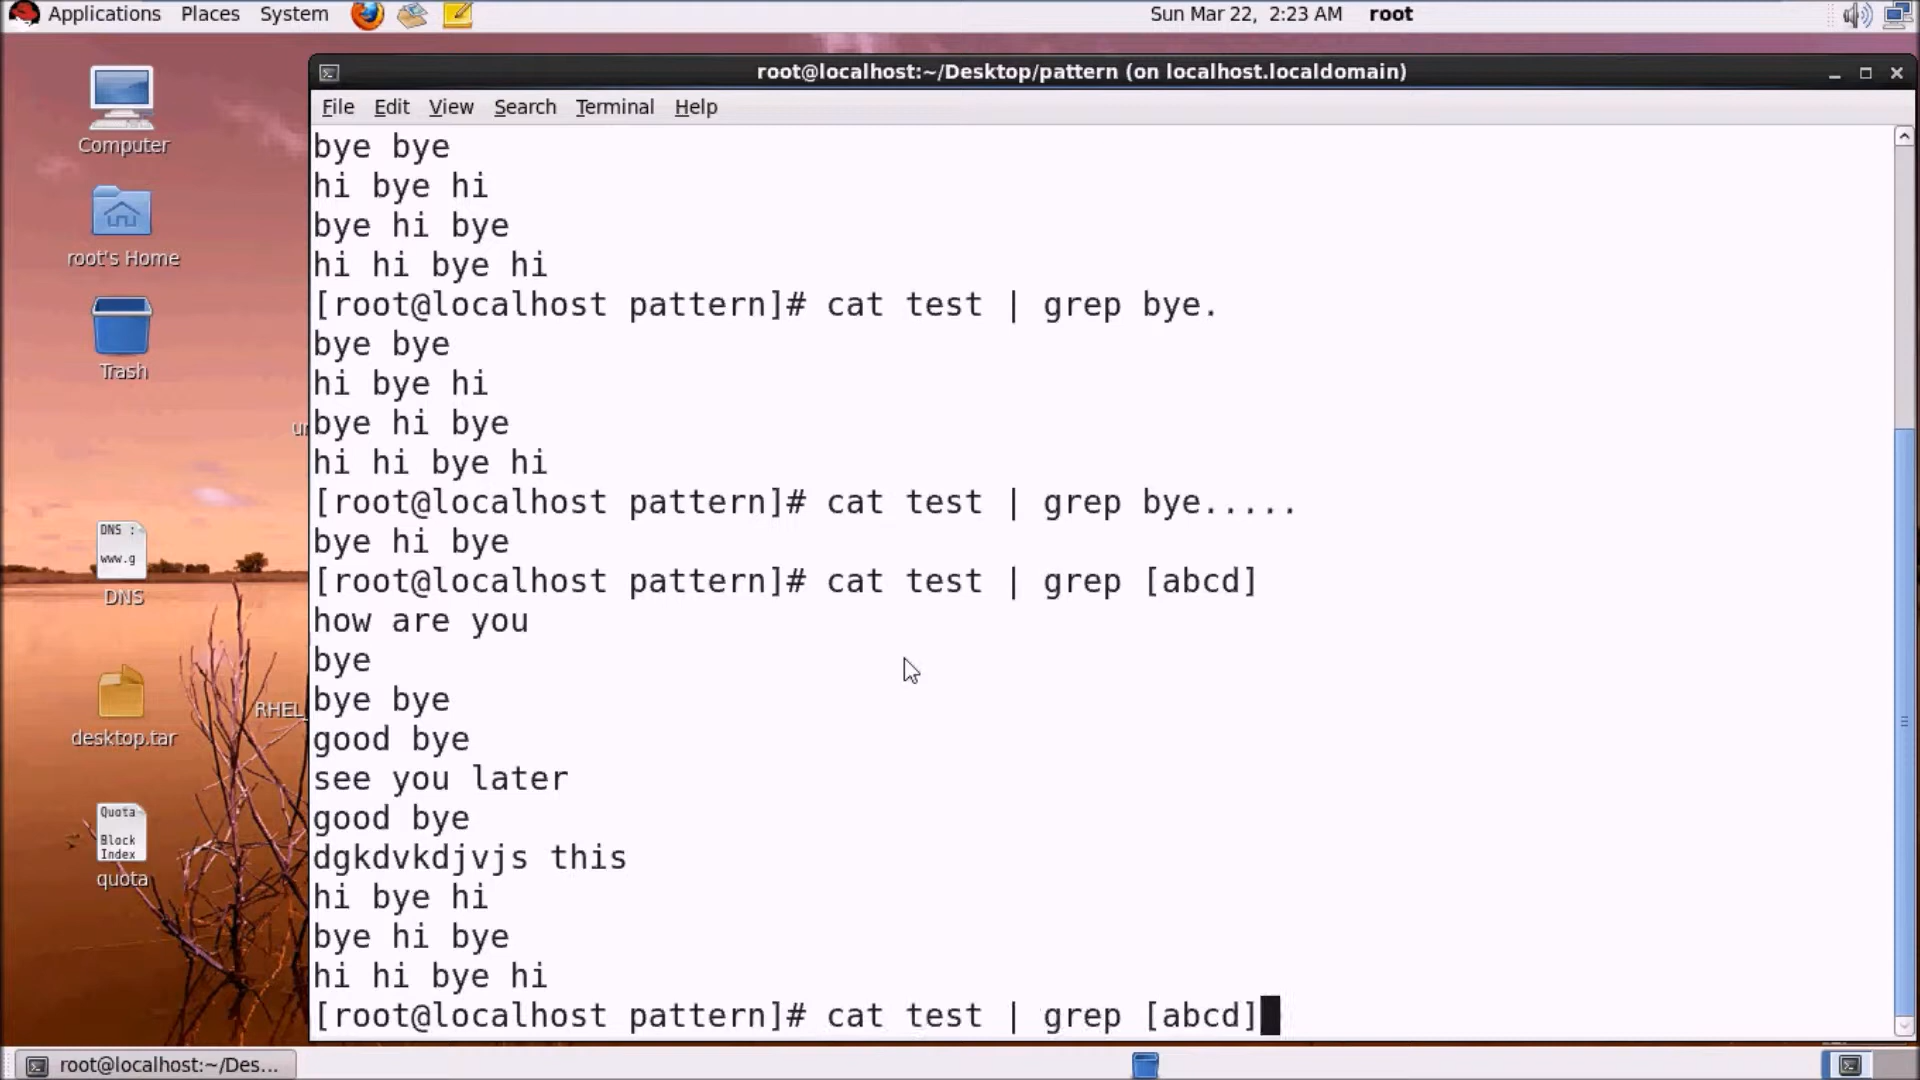 Applications Places System Sun Mar 22, 2:23 AM root
root@localhost:~/Desktop/pattern (on localhost.localdomain)
File Edit View Search Terminal Help
Computer
root's Home
Trash
DNS :
www.g
DNS
RHEL
desktop.tar
Quota
Block
Index
quota
bye bye
hi bye hi
bye hi bye
hi hi bye hi
[root@localhost pattern]# cat test | grep bye.
bye bye
hi bye hi
bye hi bye
hi hi bye hi
[root@localhost pattern]# cat test | grep bye.....
bye hi bye
[root@localhost pattern]# cat test | grep [abcd]
how are you
bye
bye bye
good bye
see you later
good bye
dgkdvkdjvjs this
hi bye hi
bye hi bye
hi hi bye hi
[root@localhost pattern]# cat test | grep [abcd]
root@localhost:~/Des...